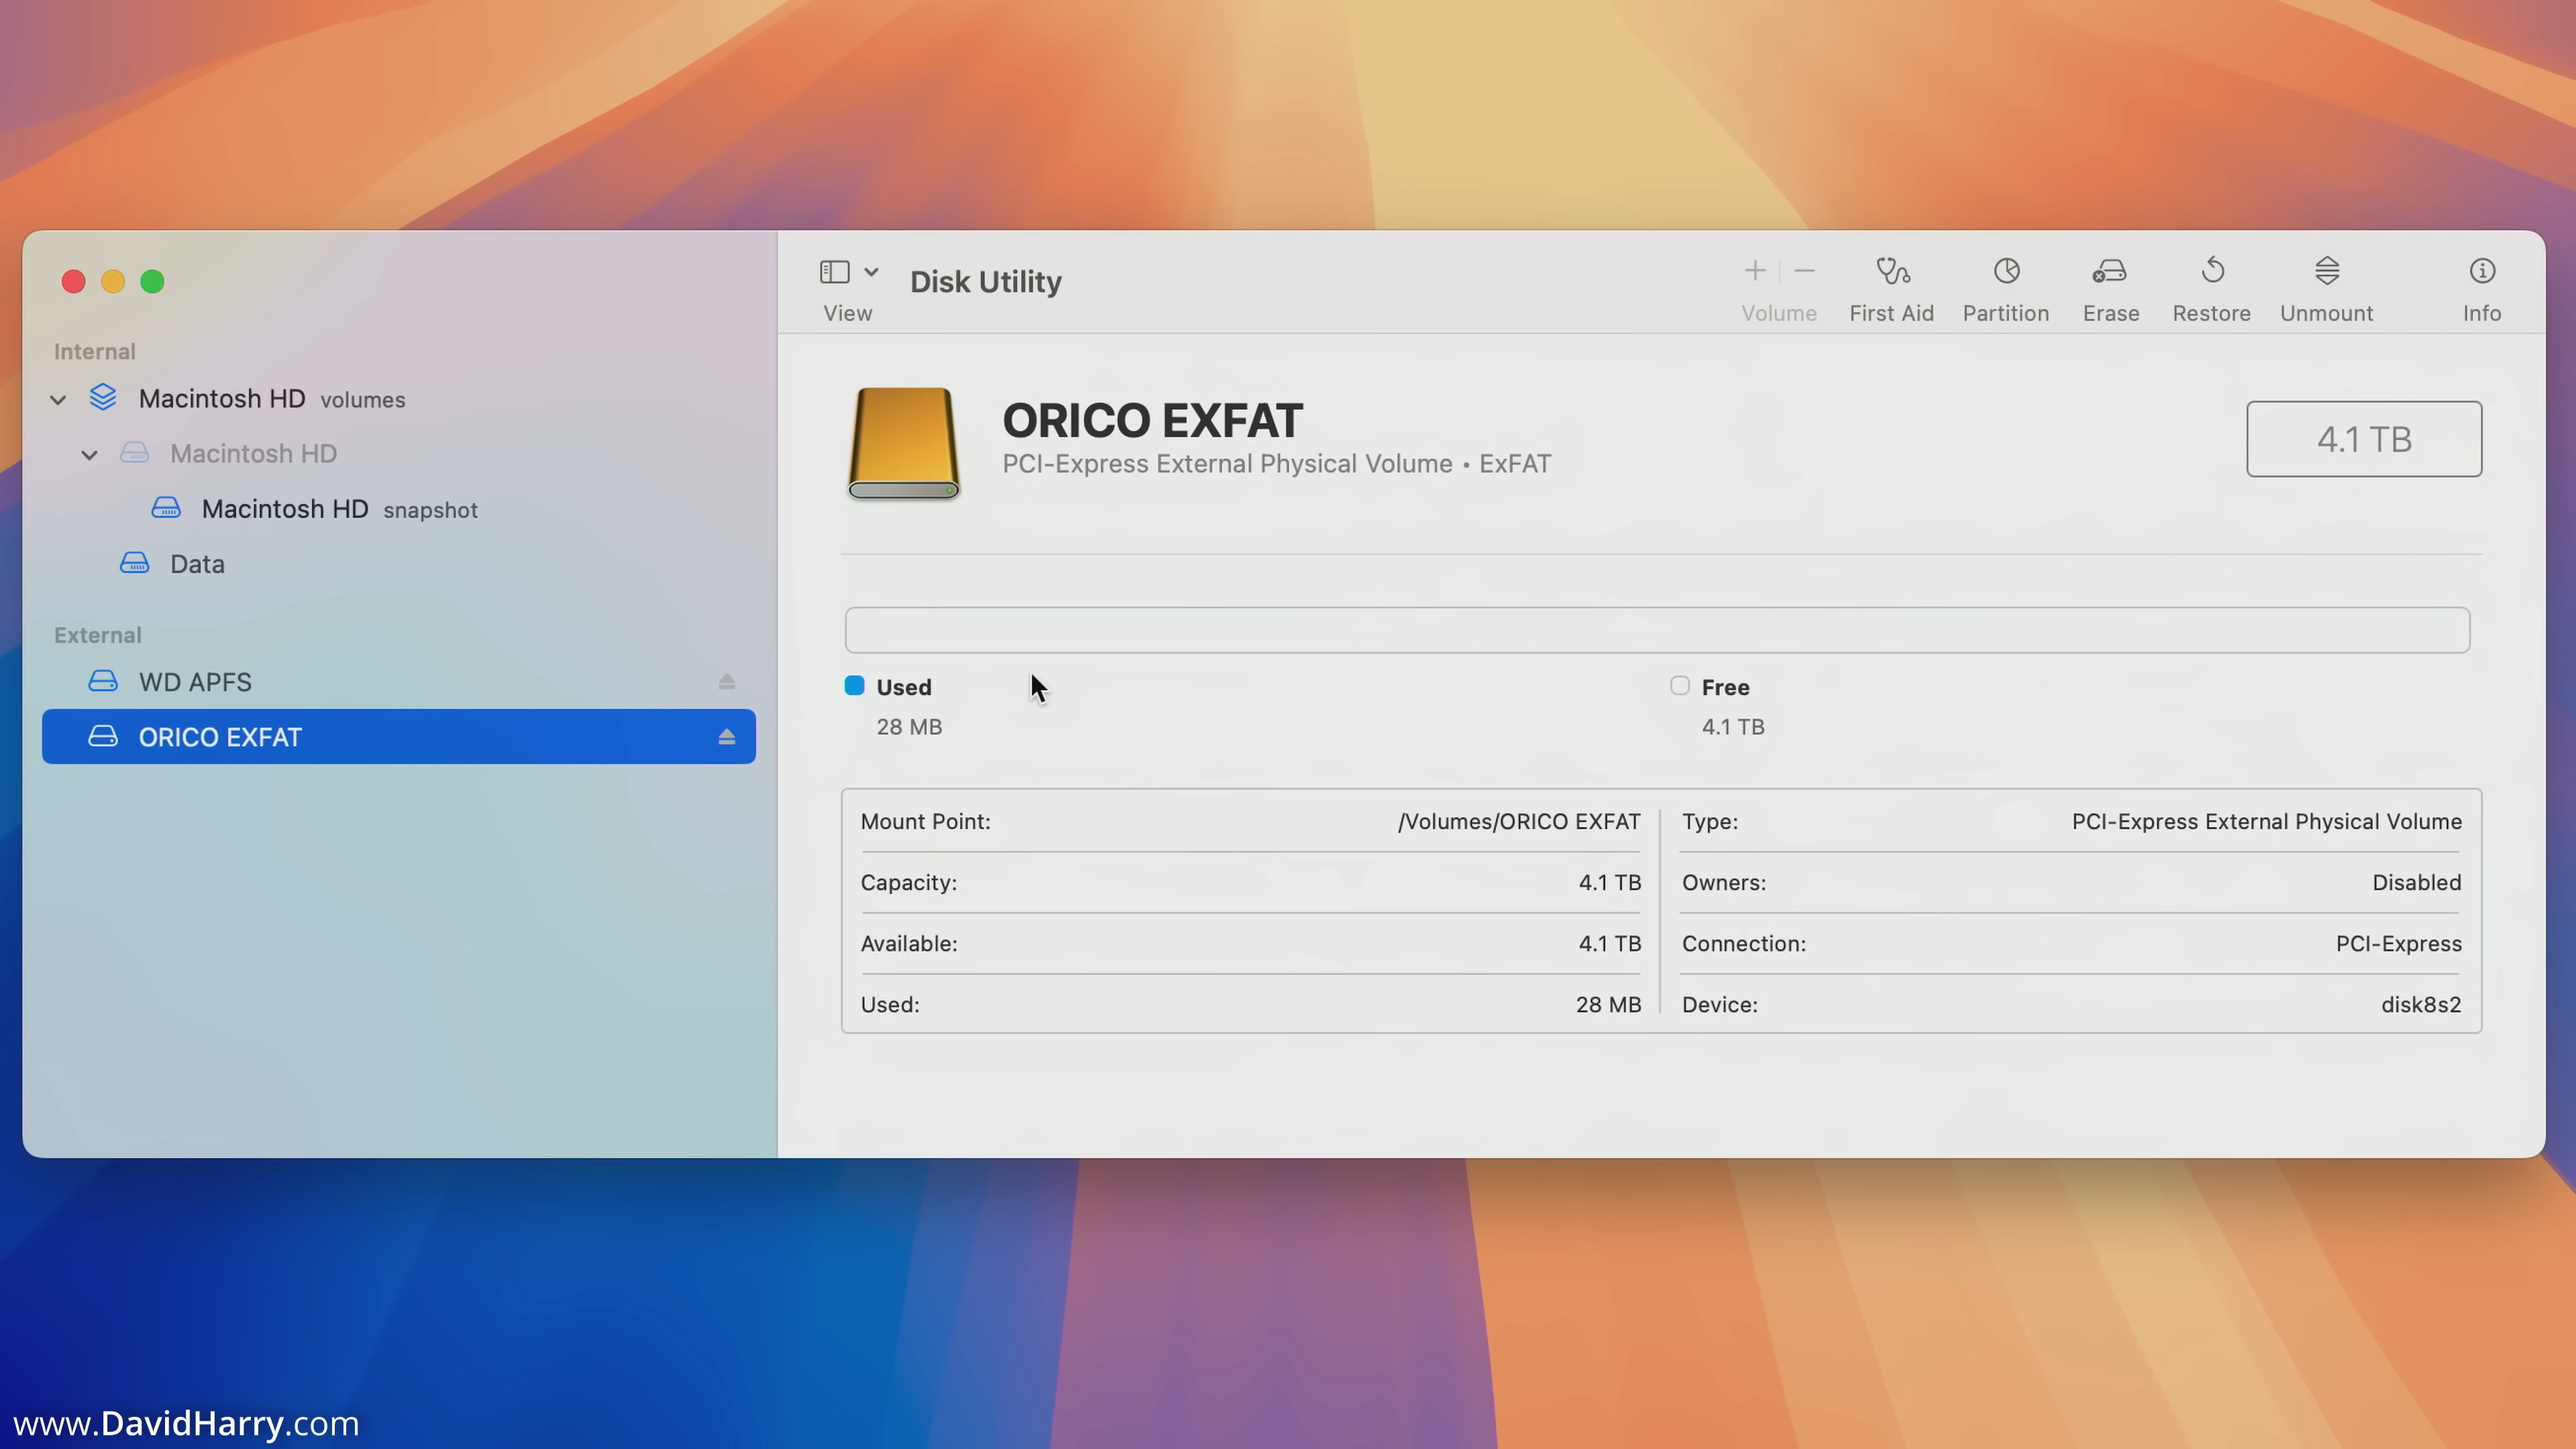 Disk Utility
View
Volume
First Aid
Partition
Erase
Restore
Unmount
Info
Internal
Macintosh HD volumes
Macintosh HD
Macintosh HD snapshot
Data
External
WD APFS
ORICO EXFAT
ORICO EXFAT
PCI-Express External Physical Volume • ExFAT
4.1 TB
Used
28 MB
Free
4.1 TB
Mount Point: /Volumes/ORICO EXFAT
Capacity: 4.1 TB
Available: 4.1 TB
Used: 28 MB
Type: PCI-Express External Physical Volume
Owners: Disabled
Connection: PCI-Express
Device: disk8s2
www.DavidHarry.com